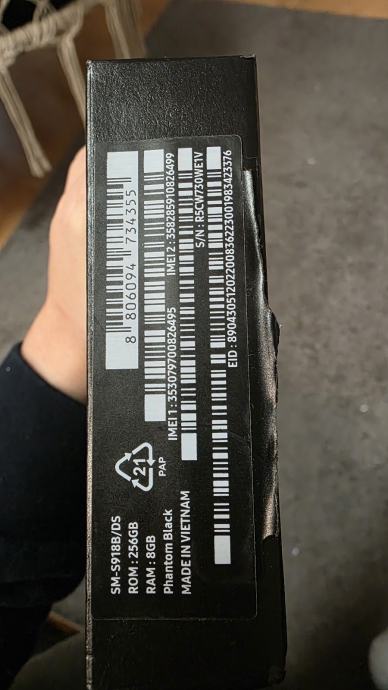 SM-S918B/DS
ROM : 256GB
RAM : 8GB
Phantom Black
MADE IN VIETNAM
21
PAP
8 806094 734355
IMEI1 : 353079700826495
IMEI2 : 358285910826499
S/N : R5CW730WE1V
EID : 89043051202200836223001983423376